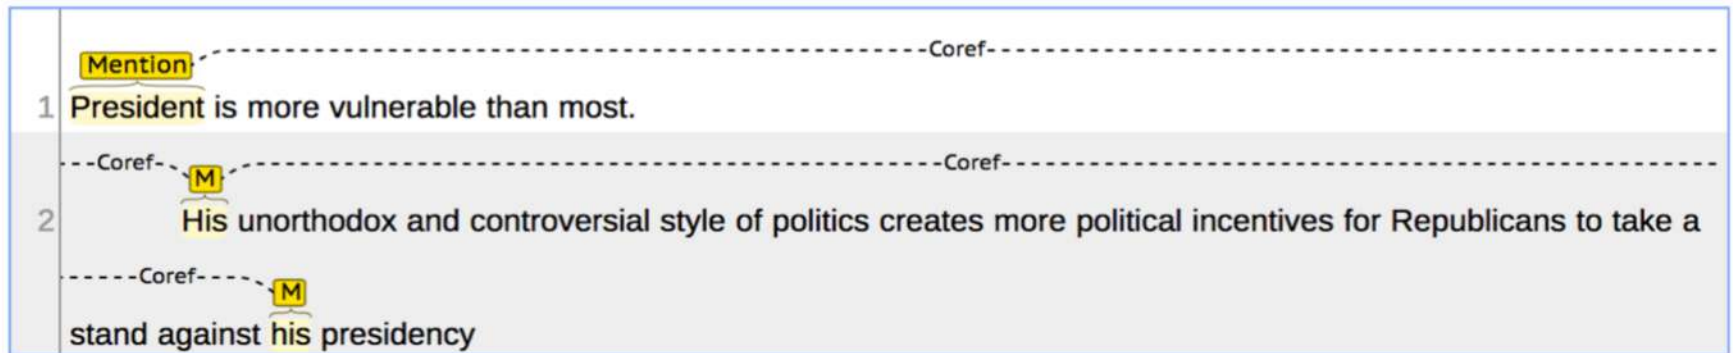 Coref
Mention
1 President is more vulnerable than most.
Coref M Coref
2 His unorthodox and controversial style of politics creates more political incentives for Republicans to take a
Coref M
stand against his presidency